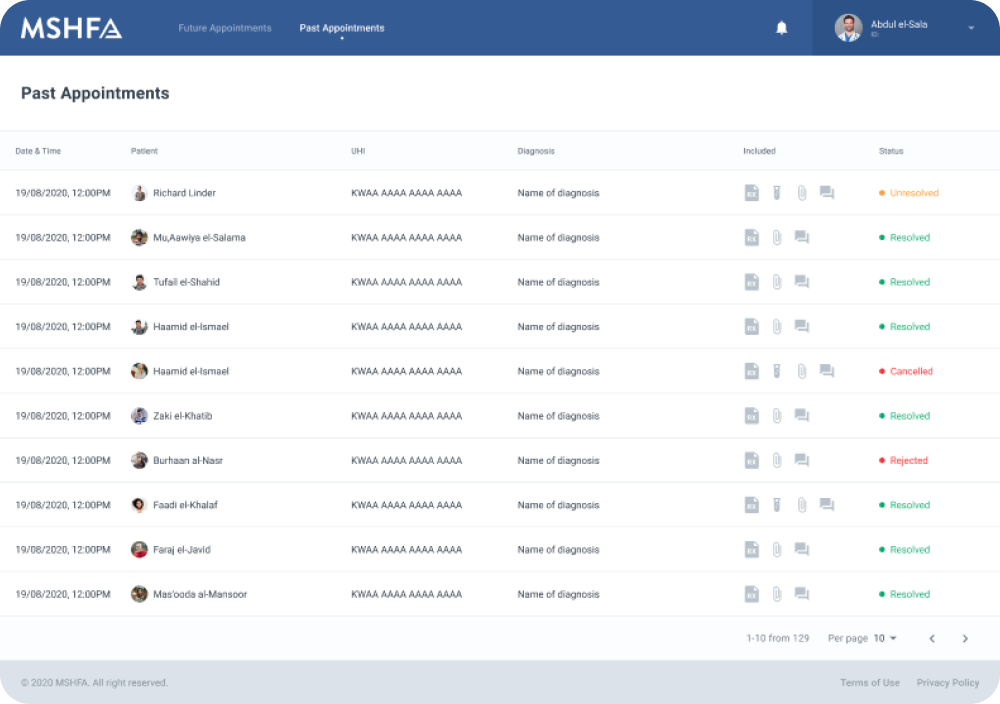 MSHFA Future Appointments Past Appointments Abdul el-Sala
ID:
Past Appointments
Date & Time Patient UHI Diagnosis Included Status
19/08/2020, 12:00PM Richard Linder KWAA AAAA AAAA AAAA Name of diagnosis RX Unresolved
19/08/2020, 12:00PM Mu,Aawiya el-Salama KWAA AAAA AAAA AAAA Name of diagnosis RX Resolved
19/08/2020, 12:00PM Tufail el-Shahid KWAA AAAA AAAA AAAA Name of diagnosis RX Resolved
19/08/2020, 12:00PM Haamid el-Ismael KWAA AAAA AAAA AAAA Name of diagnosis RX Resolved
19/08/2020, 12:00PM Haamid el-Ismael KWAA AAAA AAAA AAAA Name of diagnosis RX Cancelled
19/08/2020, 12:00PM Zaki el-Khatib KWAA AAAA AAAA AAAA Name of diagnosis RX Resolved
19/08/2020, 12:00PM Burhaan al-Nasr KWAA AAAA AAAA AAAA Name of diagnosis RX Rejected
19/08/2020, 12:00PM Faadi el-Khalaf KWAA AAAA AAAA AAAA Name of diagnosis RX Resolved
19/08/2020, 12:00PM Faraj el-Javid KWAA AAAA AAAA AAAA Name of diagnosis RX Resolved
19/08/2020, 12:00PM Mas'ooda al-Mansoor KWAA AAAA AAAA AAAA Name of diagnosis RX Resolved
1-10 from 129 Per page 10
© 2020 MSHFA. All right reserved. Terms of Use Privacy Policy